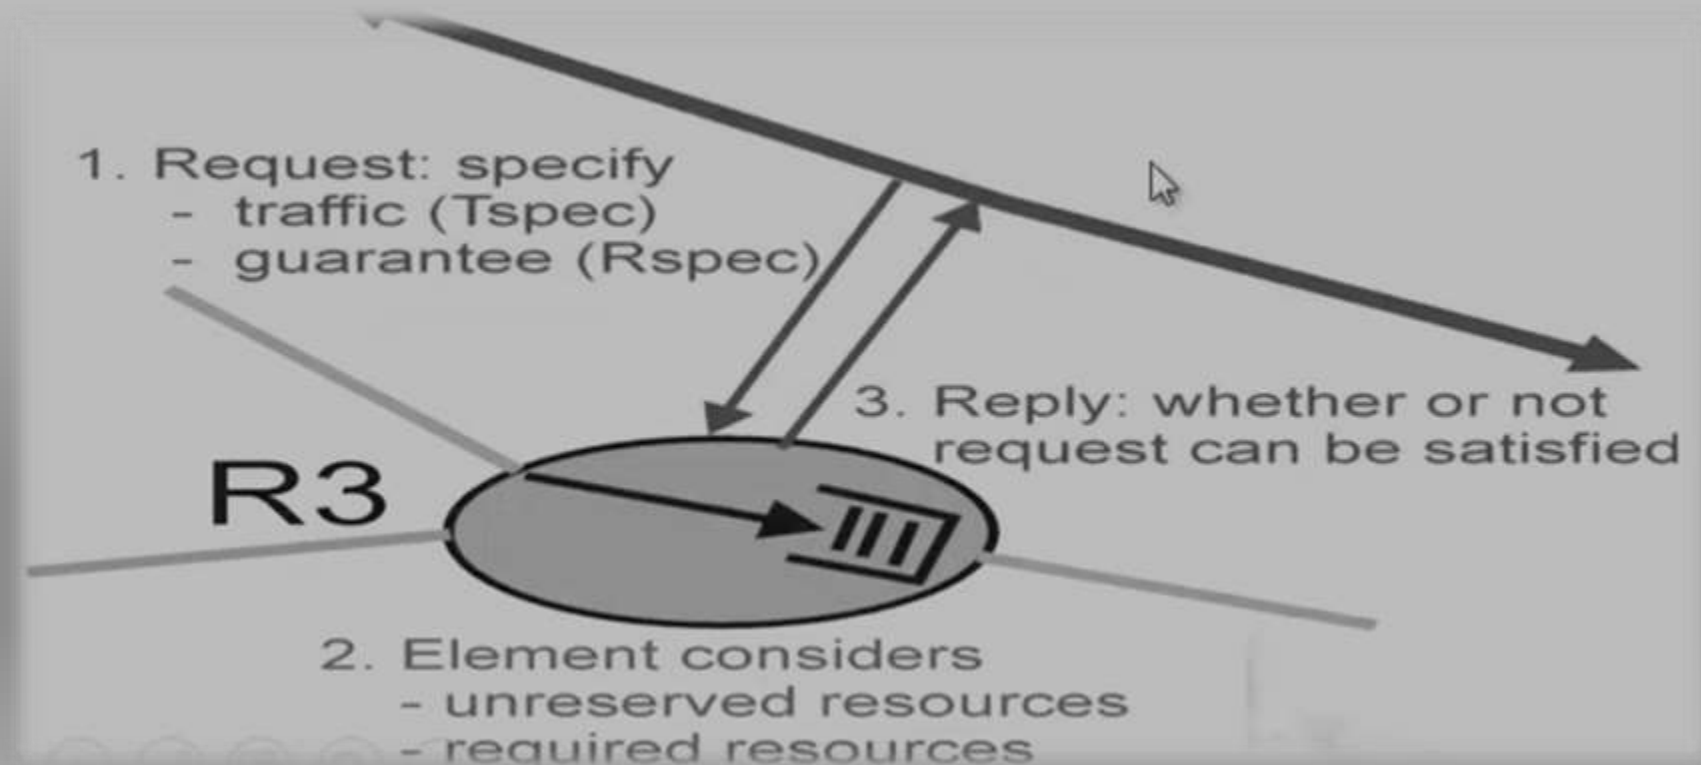 1. Request: specify
- traffic (Tspec)
- guarantee (Rspec)
3. Reply: whether or not
request can be satisfied
R3
2. Element considers
- unreserved resources
- required resources